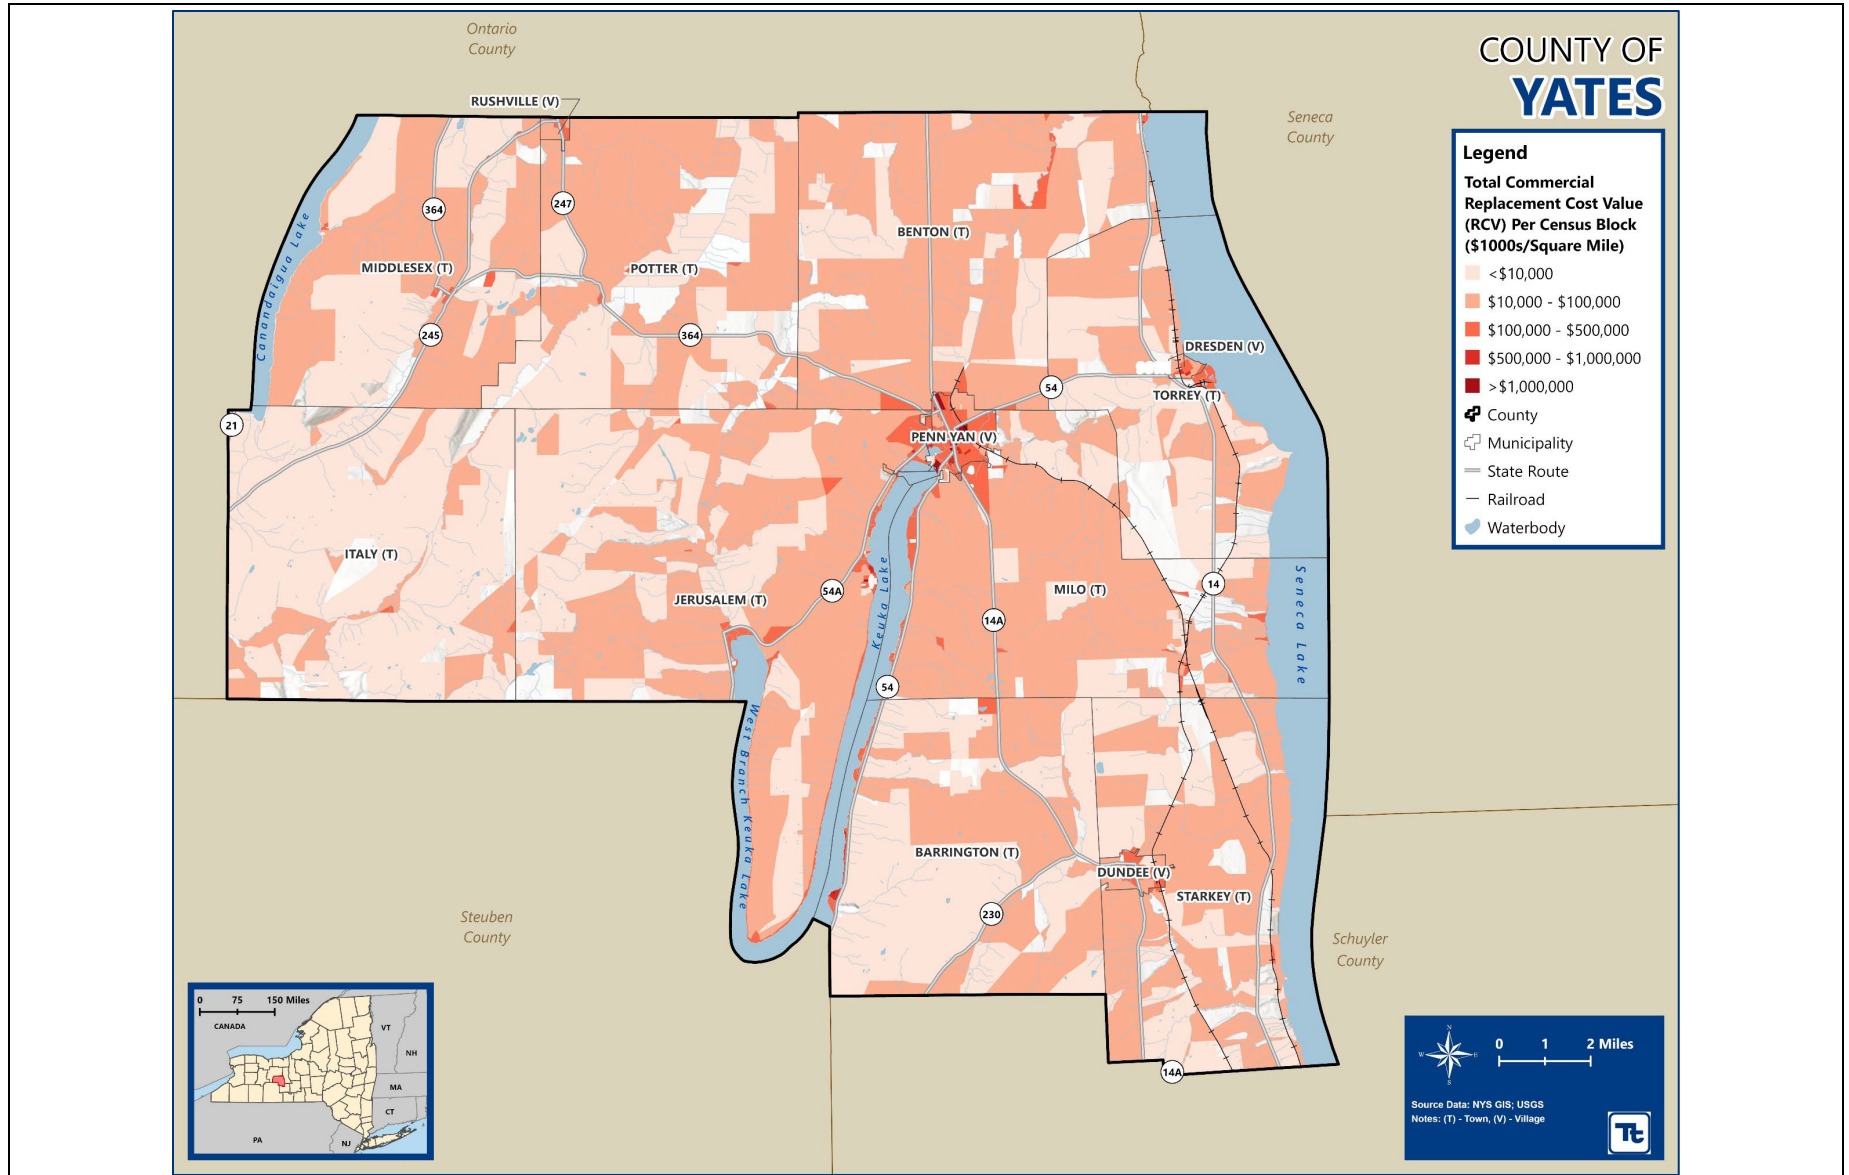 Ontario
County
COUNTY OF
YATES
Seneca
County
RUSHVILLE (V)
364
247
BENTON (T)
MIDDLESEX (T)
POTTER (T)
Canandaigua Lake
245
364
DRESDEN (V)
54
TORREY (T)
21
PENN YAN (V)
ITALY (T)
JERUSALEM (T)
54A
Keuka Lake
MILO (T)
14
14A
Seneca Lake
54
West Branch Keuka Lake
BARRINGTON (T)
DUNDEE (V)
STARKEY (T)
230
14A
Steuben
County
Schuyler
County
Legend
Total Commercial
Replacement Cost Value
(RCV) Per Census Block
($1000s/Square Mile)
<$10,000
$10,000 - $100,000
$100,000 - $500,000
$500,000 - $1,000,000
>$1,000,000
County
Municipality
State Route
Railroad
Waterbody
0 75 150 Miles
CANADA
VT
NH
MA
CT
PA
NJ
N
W E
S
0 1 2 Miles
Source Data: NYS GIS; USGS
Notes: (T) - Town, (V) - Village
Tt